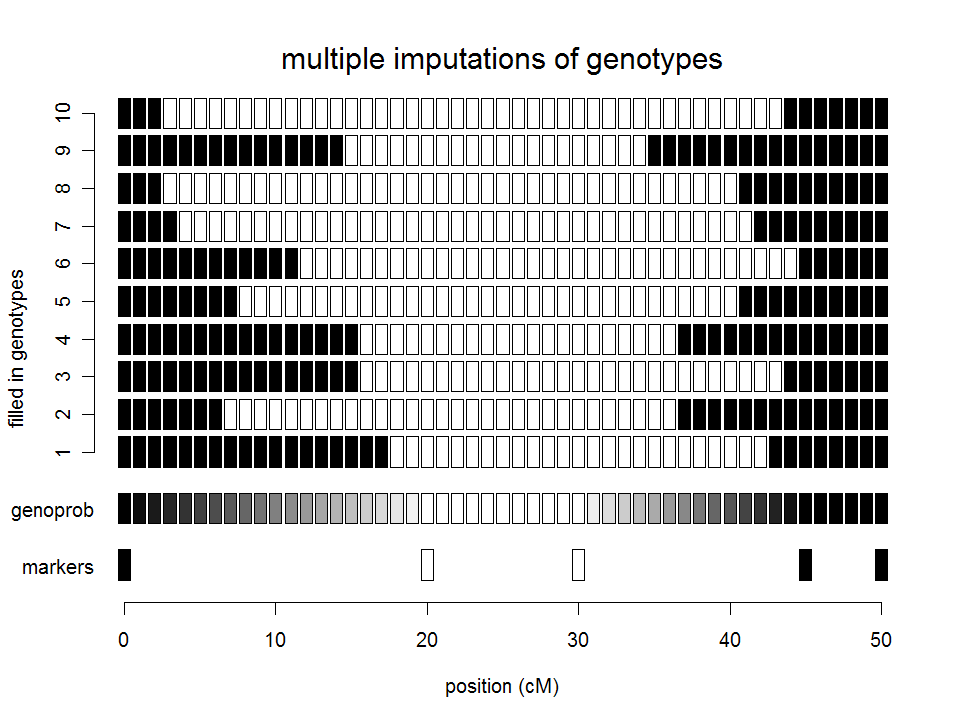 multiple imputations of genotypes
10
9
8
7
6
5
4
3
2
1
filled in genotypes
genoprob
markers
0 10 20 30 40 50
position (cM)